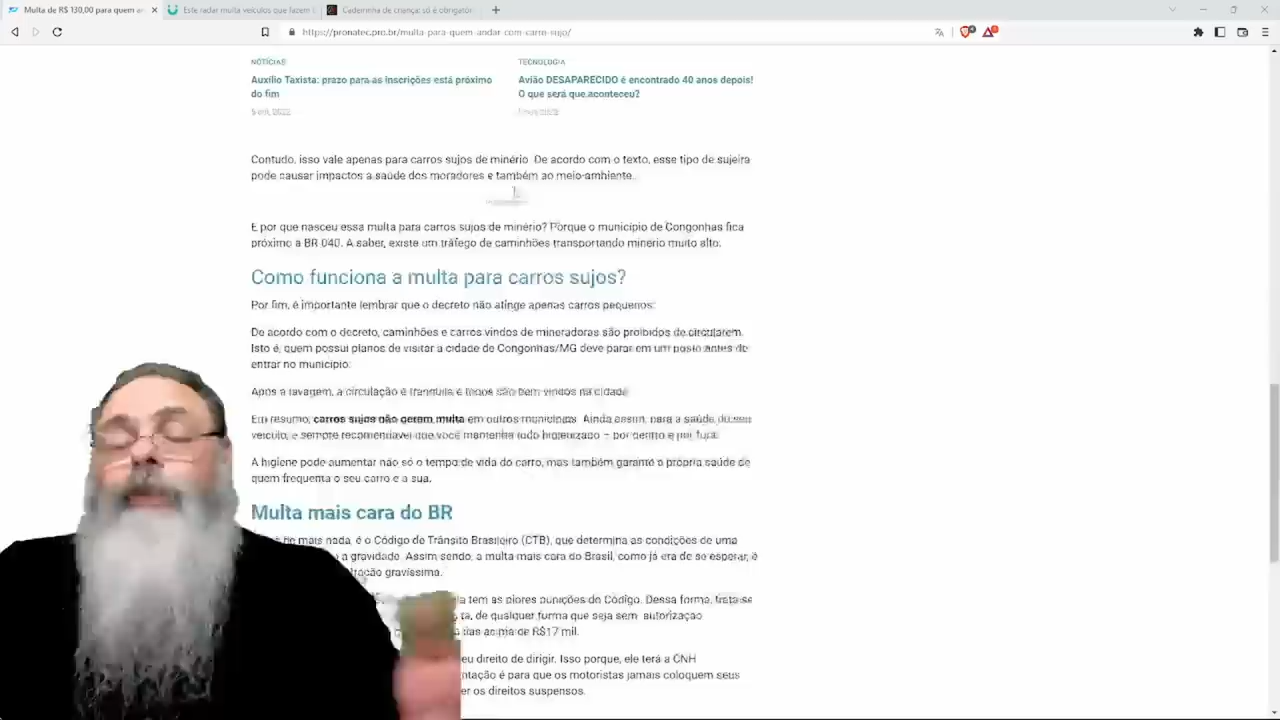 Multa de R$ 130,00 para quem an
Este radar multa veículos que fazem
Cadeirinha de criança: só é obrigatór
https://pronatec.pro.br/multa-para-quem-andar-com-carro-sujo/
NOTÍCIAS
Auxílio Taxista: prazo para as inscrições está próximo
do fim
TECNOLOGIA
Avião DESAPARECIDO é encontrado 40 anos depois!
O que será que aconteceu?
Contudo, isso vale apenas para carros sujos de minério. De acordo com o texto, esse tipo de sujeira
pode causar impactos a saúde dos moradores e também ao meio-ambiente.
E por que nasceu essa multa para carros sujos de minério? Porque o município de Congonhas fica
próximo a BR 040. A saber, existe um tráfego de caminhões transportando minério muito alto.
Como funciona a multa para carros sujos?
Por fim, é importante lembrar que o decreto não atinge apenas carros pequenos:
De acordo com o decreto, caminhões e carros vindos de mineradoras são proibidos de circularem.
Isto é, quem possui planos de visitar a cidade de Congonhas/MG deve parar em um posto antes de
entrar no município.
Após a lavagem, a circulação é tranquila e todos são bem vindos na cidade.
Em resumo, carros sujos não geram multa em outros municípios. Ainda assim, para a saúde do seu
veículo, é sempre recomendável que você mantenha tudo higienizado – por dentro e por fora.
A higiene pode aumentar não só o tempo de vida do carro, mas também garante a própria saúde de
quem frequenta o seu carro e a sua.
Multa mais cara do BR
de mais nada, é o Código de Trânsito Brasileiro (CTB), que determina as condições de uma
a gravidade. Assim sendo, a multa mais cara do Brasil, como já era de se esperar, é
gravíssima.
tem as piores punições do Código. Dessa forma, trata-se
de qualquer forma que seja sem autorização
de R$17 mil.
direito de dirigir. Isso porque, ele terá a CNH
é para que os motoristas jamais coloquem seus
os direitos suspensos.